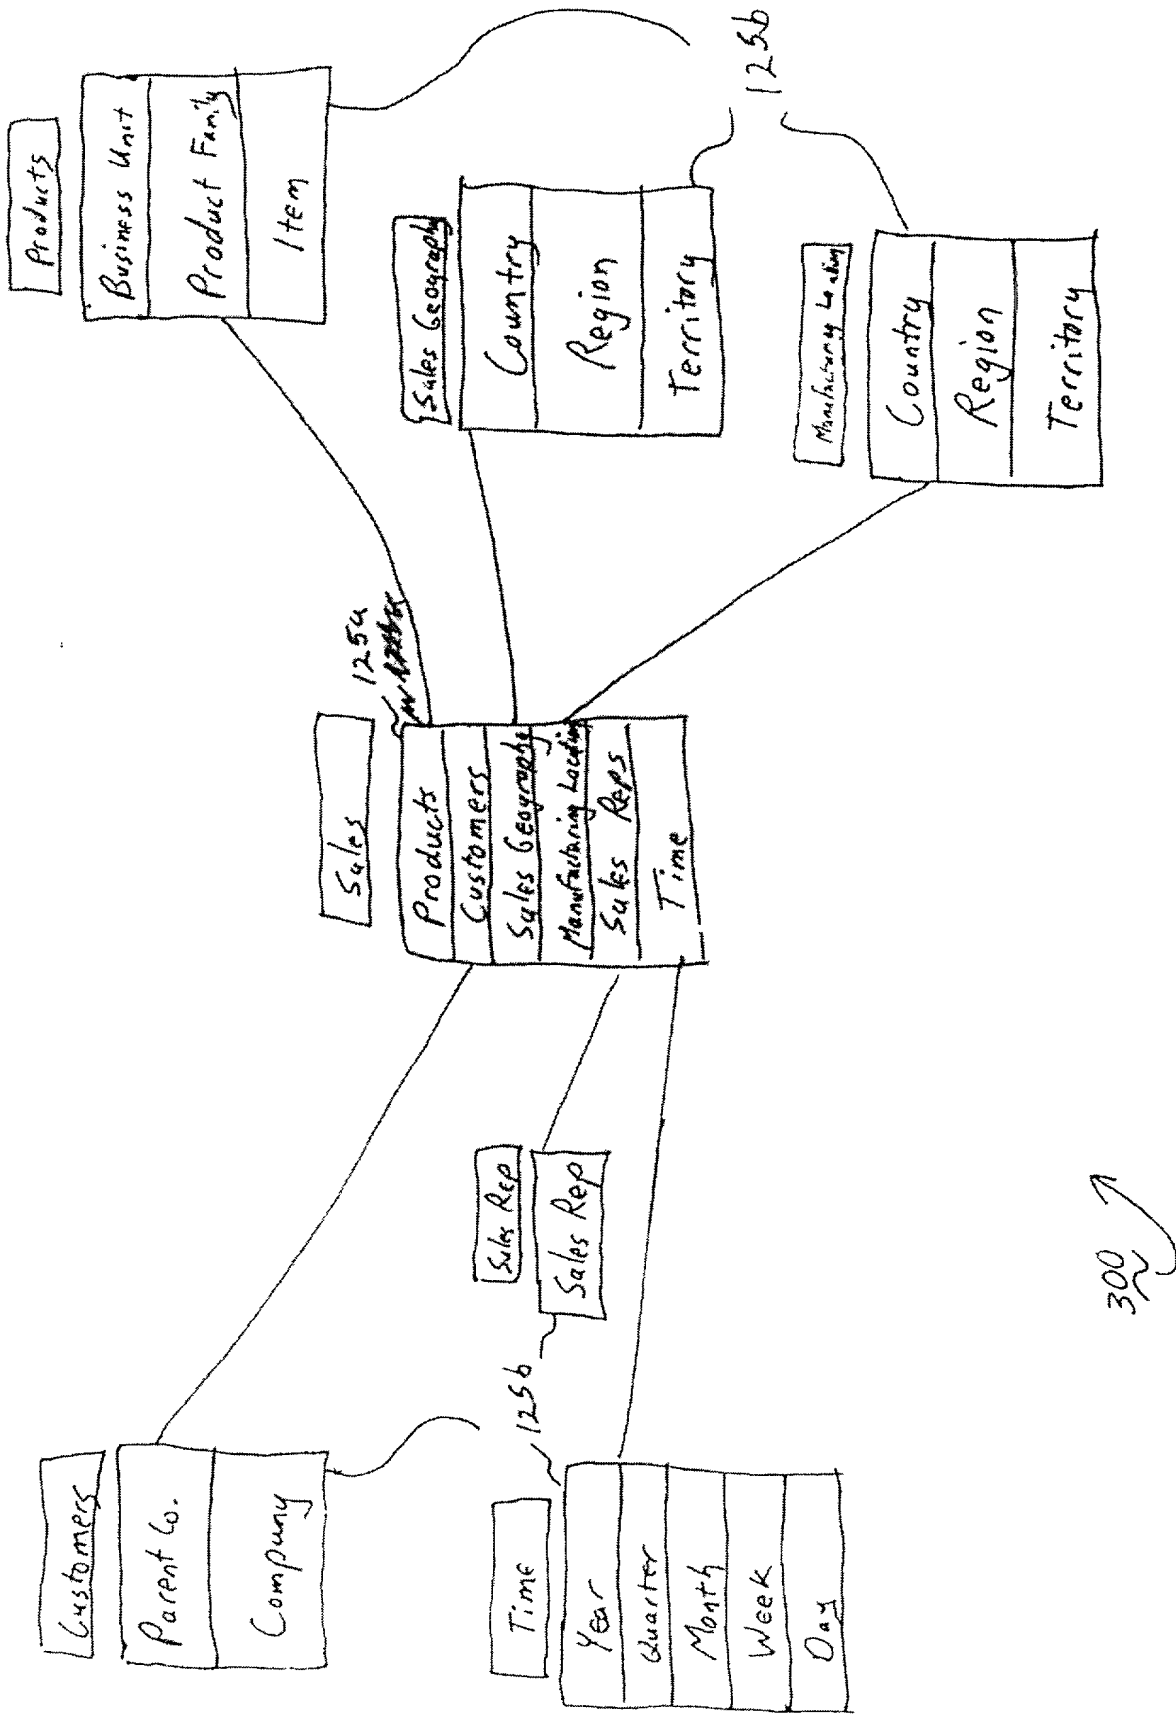 Customers
Parent Co.
Company
Time
Year
Quarter
Month
Week
Day
125b
Sales Rep
Sales Rep
Sales
125a
Products
Customers
Sales Geography
Manufacturing Location
Sales Reps
Time
Products
Business Unit
Product Family
Item
Sales Geography
Country
Region
Territory
125b
Country
Region
Territory
300